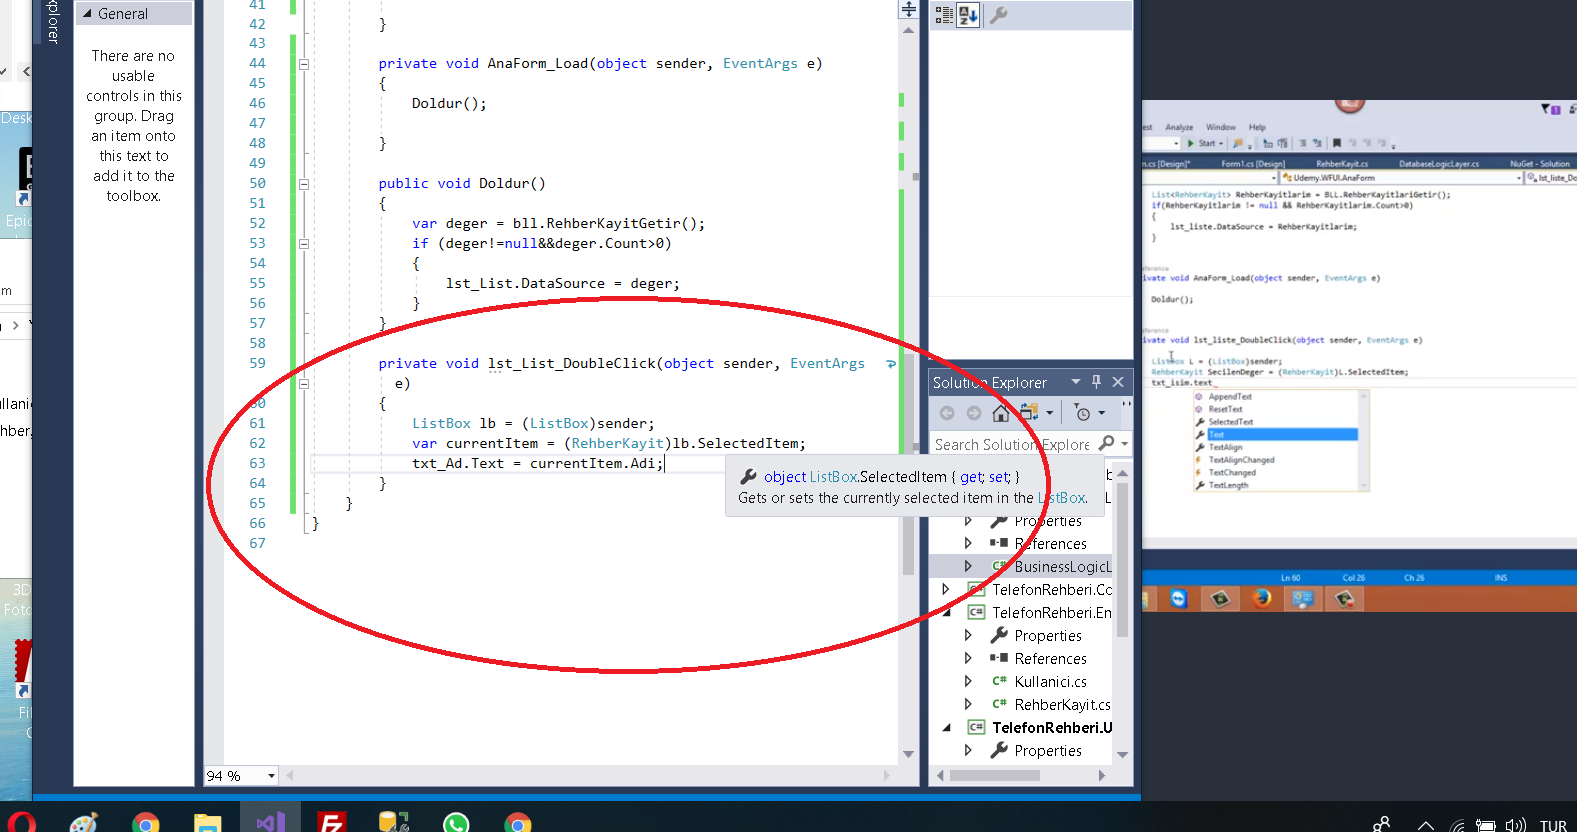 xplorer
General
There are no
usable
controls in this
group. Drag
an item onto
this text to
add it to the
toolbox.
Desk
Epic
3D
Foto
Fil
ullanici
hber,
41
42 }
43
44 private void AnaForm_Load(object sender, EventArgs e)
45 {
46 Doldur();
47
48 }
49
50 public void Doldur()
51 {
52 var deger = bll.RehberKayitGetir();
53 if (deger!=null&&deger.Count>0)
54 {
55 lst_List.DataSource = deger;
56 }
57 }
58
59 private void lst_List_DoubleClick(object sender, EventArgs
e)
60 {
61 ListBox lb = (ListBox)sender;
62 var currentItem = (RehberKayit)lb.SelectedItem;
63 txt_Ad.Text = currentItem.Adi;
64 }
65 }
66 }
67
object ListBox.SelectedItem { get; set; }
Gets or sets the currently selected item in the ListBox.
94 %
Solution Explorer
Search Solution Explore
Properties
References
BusinessLogicL
TelefonRehberi.Co
TelefonRehberi.En
Properties
References
Kullanici.cs
RehberKayit.cs
TelefonRehberi.U
Properties
est Analyze Window Help
Start
n.cs [Design]* Form1.cs [Design] RehberKayit.cs DatabaseLogicLayer.cs NuGet - Solution
Udemy.WFUI.AnaForm lst_liste_Do
List<RehberKayit> RehberKayitlarim = BLL.RehberKayitlariGetir();
if(RehberKayitlarim != null && RehberKayitlarim.Count>0)
{
lst_liste.DataSource = RehberKayitlarim;
}
ference
ivate void AnaForm_Load(object sender, EventArgs e)
Doldur();
ference
ivate void lst_liste_DoubleClick(object sender, EventArgs e)
ListBox L = (ListBox)sender;
RehberKayit SecilenDeger = (RehberKayit)L.SelectedItem;
txt_isim.text
AppendText
ResetText
SelectedText
Text
TextAlign
TextAlignChanged
TextChanged
TextLength
Ln 60 Col 26 Ch 26 INS
TUR